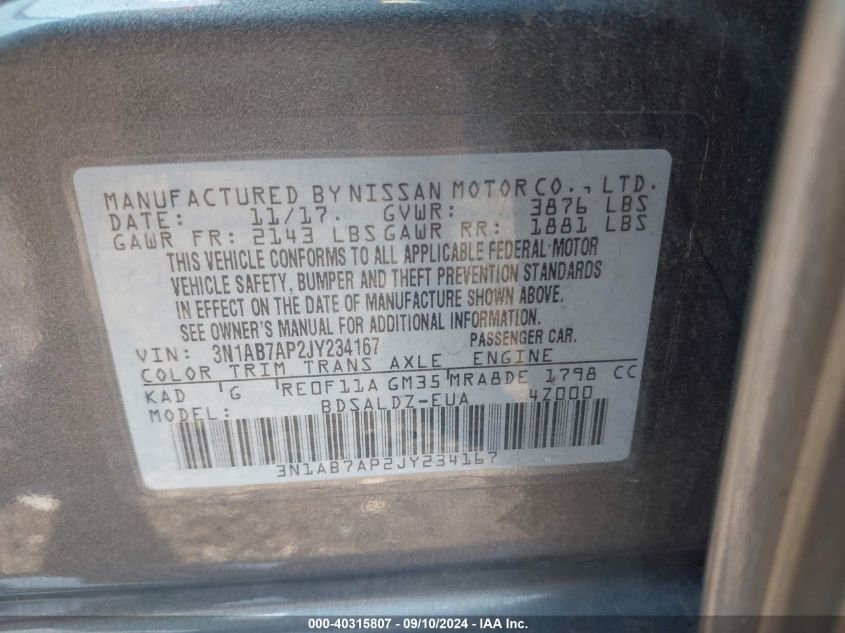 MANUFACTURED BY NISSAN MOTOR CO., LTD.
DATE: 11/17. GVWR: 3876 LBS
GAWR FR: 2143 LBS GAWR RR: 1881 LBS
THIS VEHICLE CONFORMS TO ALL APPLICABLE FEDERAL MOTOR
VEHICLE SAFETY, BUMPER AND THEFT PREVENTION STANDARDS
IN EFFECT ON THE DATE OF MANUFACTURE SHOWN ABOVE.
SEE OWNER'S MANUAL FOR ADDITIONAL INFORMATION.
VIN: 3N1AB7AP2JY234167 PASSENGER CAR.
COLOR TRIM TRANS AXLE ENGINE
KAD G RE0F11A GM35 MRA8DE 1798 CC
MODEL: BDSALDZ-EUA 4Z000
3N1AB7AP2JY234167
000-40315807 - 09/10/2024 - IAA Inc.